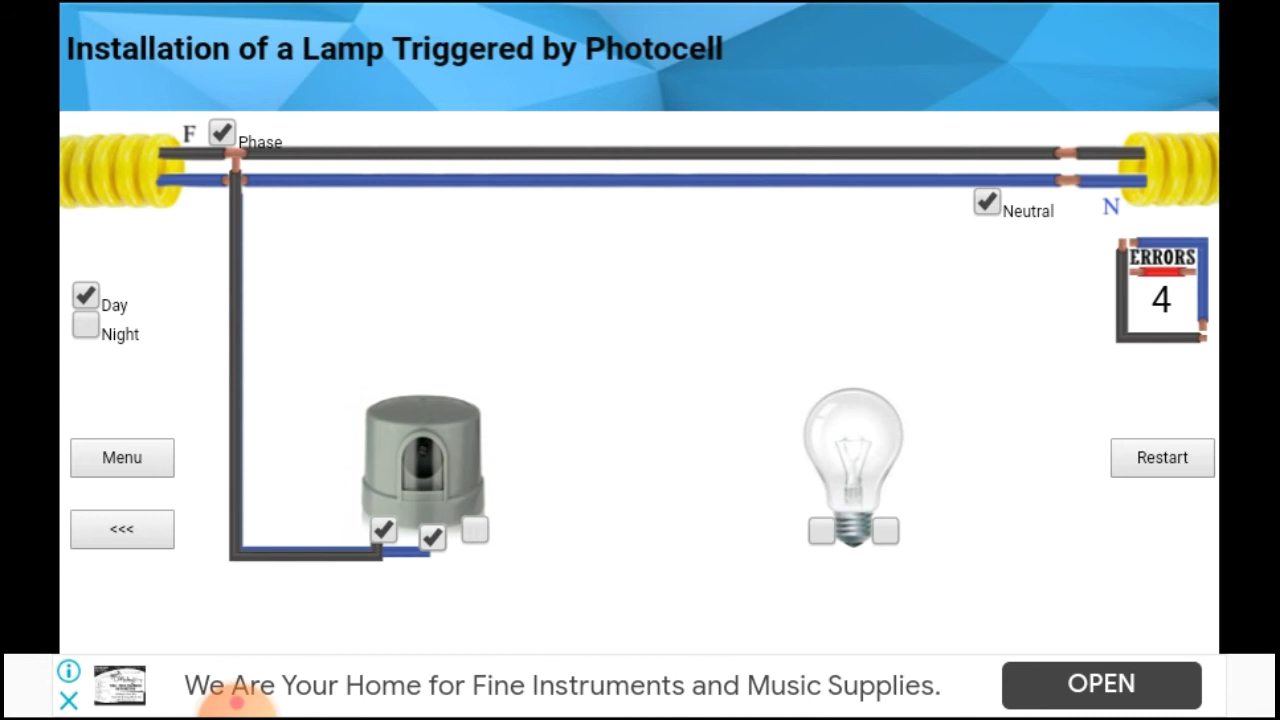 Installation of a Lamp Triggered by Photocell
F
Phase
Neutral
N
ERRORS
4
Day
Night
Menu
Restart
<<<
We Are Your Home for Fine Instruments and Music Supplies.
OPEN